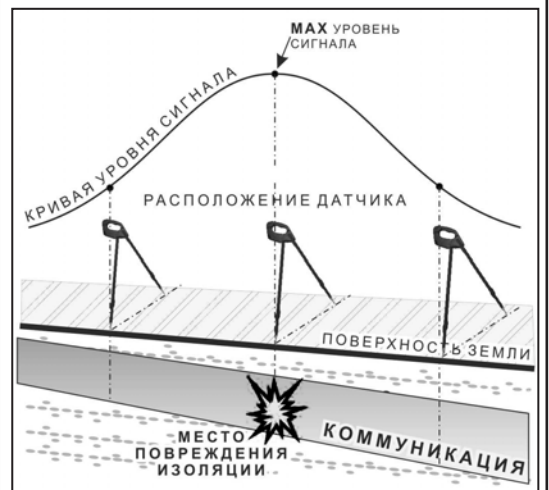 MAX УРОВЕНЬ
СИГНАЛА
КРИВАЯ УРОВНЯ СИГНАЛА
РАСПОЛОЖЕНИЕ ДАТЧИКА
ПОВЕРХНОСТЬ ЗЕМЛИ
МЕСТО
ПОВРЕЖДЕНИЯ
ИЗОЛЯЦИИ
КОММУНИКАЦИЯ